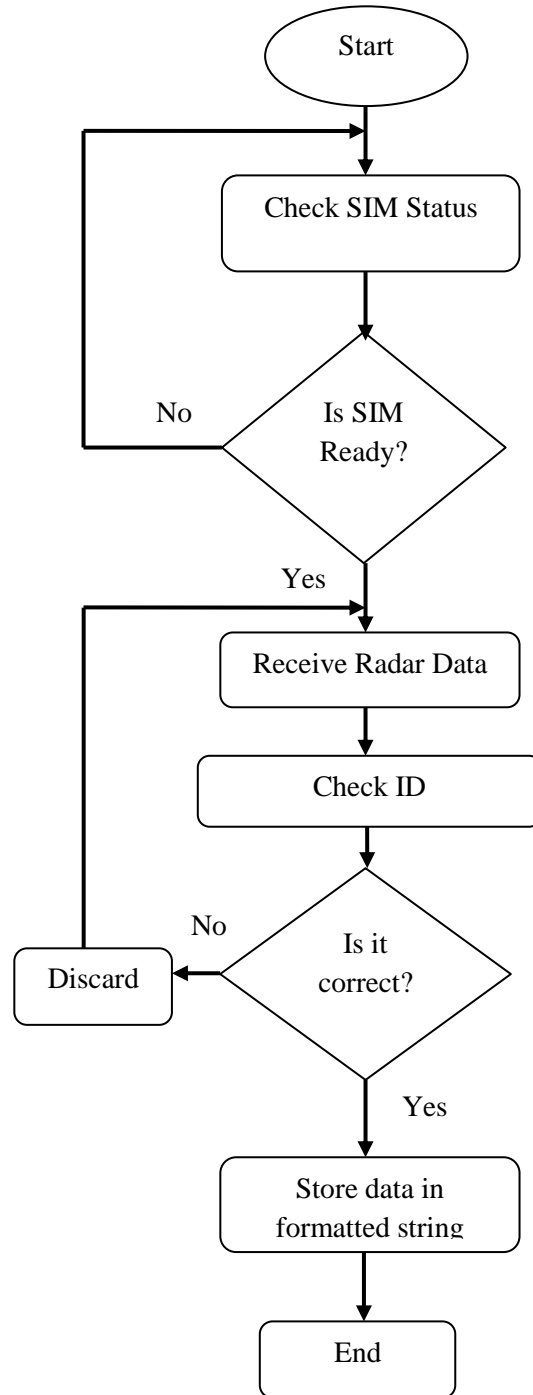 Start
Check SIM Status
Is SIM
Ready?
No
Yes
Receive Radar Data
Check ID
Is it
correct?
No
Discard
Yes
Store data in
formatted string
End